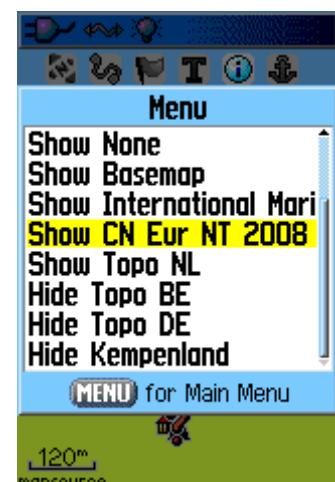 T
Menu
Show None
Show Basemap
Show International Mari
Show CN Eur NT 2008
Show Topo NL
Hide Topo BE
Hide Topo DE
Hide Kempenland
MENU for Main Menu
120m
mapsource